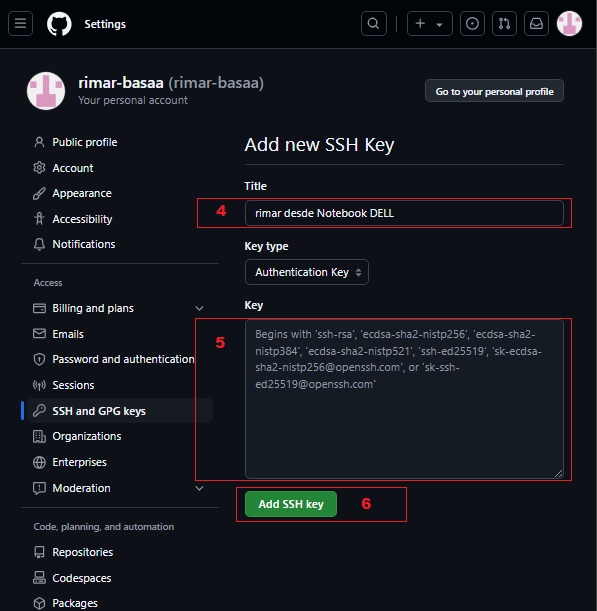 Settings
rimar-basaa (rimar-basaa)
Your personal account
Go to your personal profile
Public profile
Account
Appearance
Accessibility
Notifications
Access
Billing and plans
Emails
Password and authentication
Sessions
SSH and GPG keys
Organizations
Enterprises
Moderation
Code, planning, and automation
Repositories
Codespaces
Packages
Add new SSH Key
Title
4
rimar desde Notebook DELL
Key type
Authentication Key
Key
5
Begins with 'ssh-rsa', 'ecdsa-sha2-nistp256', 'ecdsa-sha2-
nistp384', 'ecdsa-sha2-nistp521', 'ssh-ed25519', 'sk-ecdsa-
sha2-nistp256@openssh.com', or 'sk-ssh-
ed25519@openssh.com'
Add SSH key
6